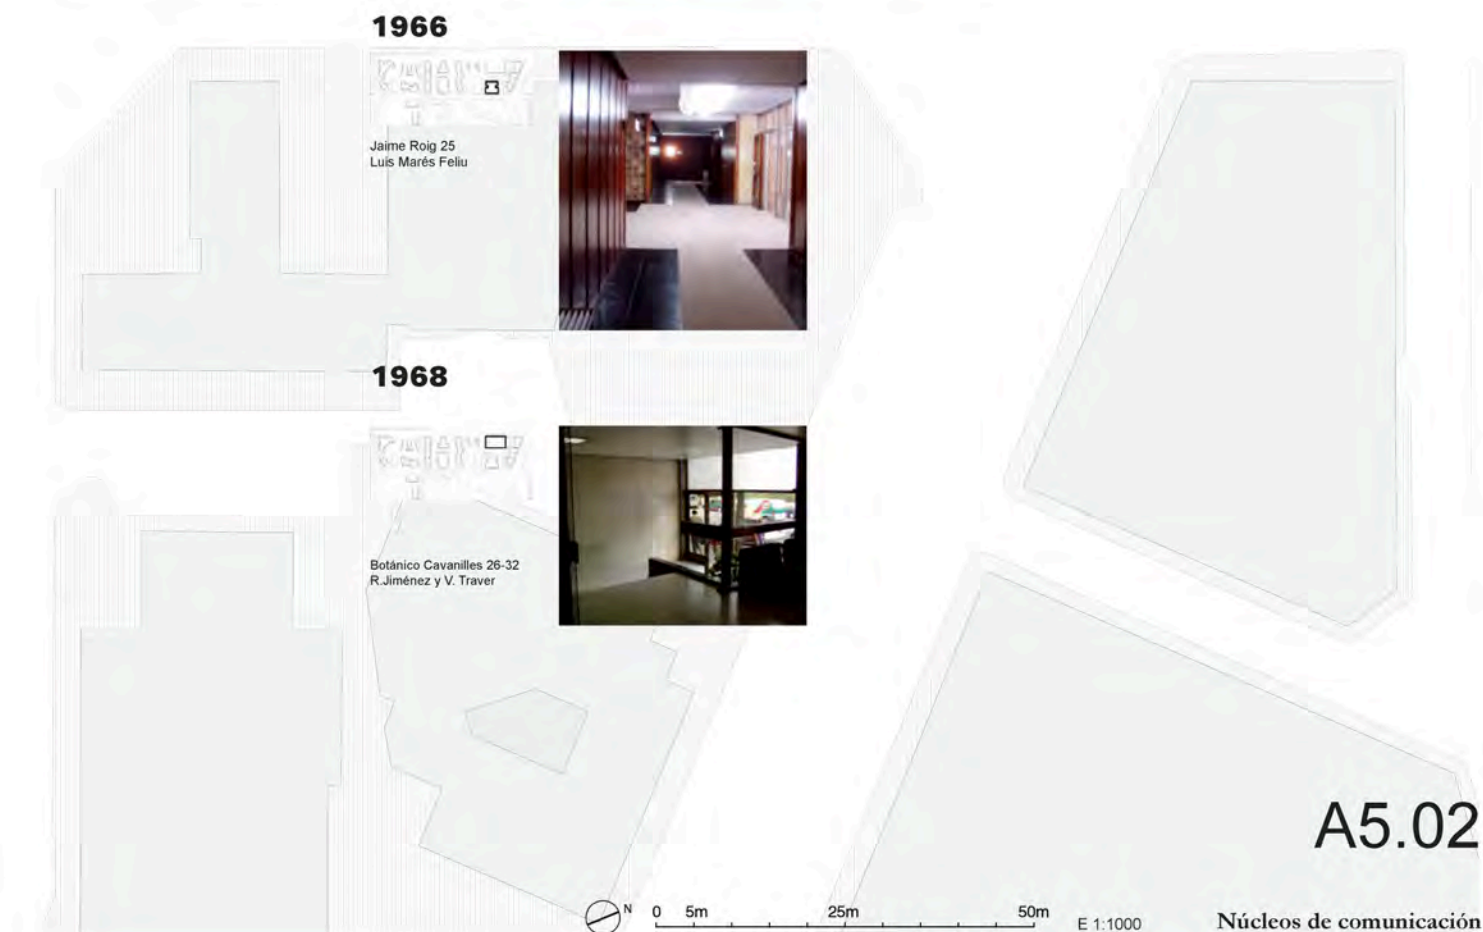 1966
Jaime Roig 25
Luis Marés Feliu
1968
Botánico Cavanilles 26-32
R.Jiménez y V. Traver
A5.02
N
0 5m 25m 50m
E 1:1000
Núcleos de comunicación